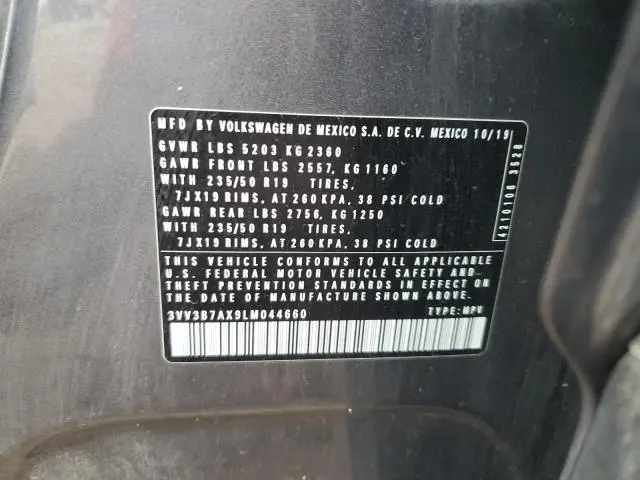 MFD BY VOLKSWAGEN DE MEXICO S.A. DE C.V. MEXICO 10/19
GVWR LBS 5203 KG 2360
GAWR FRONT LBS 2557, KG 1160
WITH 235/50 R19 TIRES,
7JX19 RIMS, AT 260 KPA, 38 PSI COLD
GAWR REAR LBS 2756, KG 1250
WITH 235/50 R19 TIRES,
7JX19 RIMS, AT 260 KPA, 38 PSI COLD
THIS VEHICLE CONFORMS TO ALL APPLICABLE
U.S. FEDERAL MOTOR VEHICLE SAFETY AND
THEFT PREVENTION STANDARDS IN EFFECT ON
THE DATE OF MANUFACTURE SHOWN ABOVE.
3VV3B7AX9LM044660 TYPE: MPV
4210106 3528